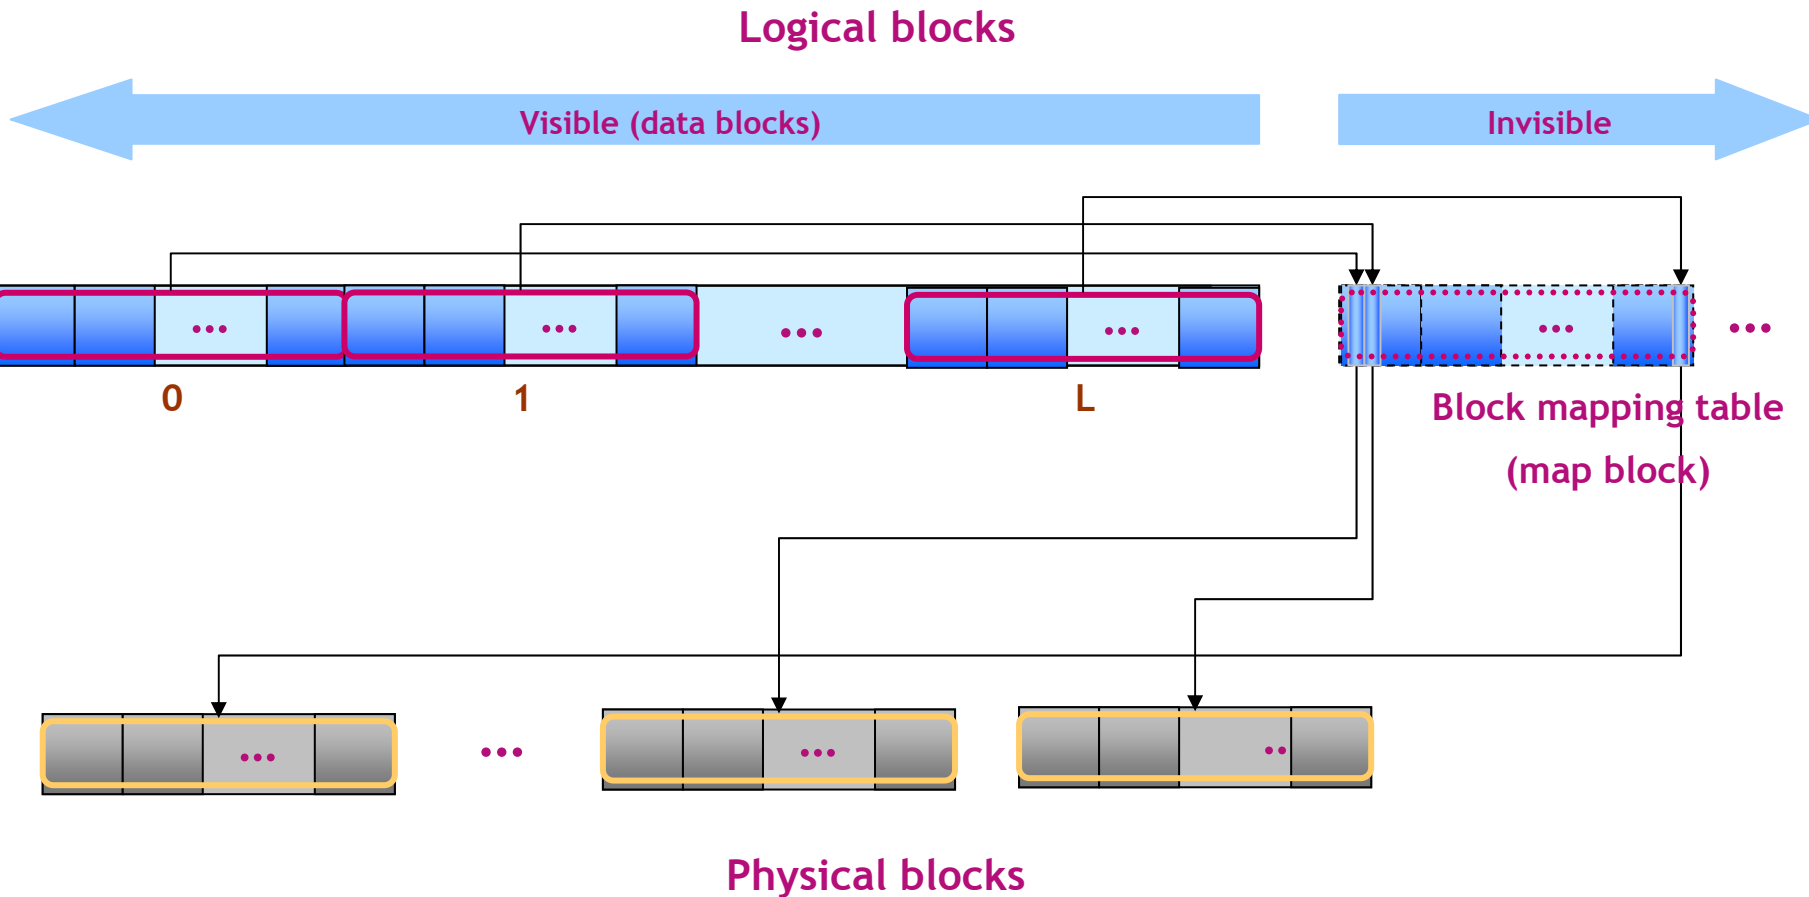 Logical blocks
Visible (data blocks)
Invisible
...
...
...
...
...
...
0
1
L
Block mapping table
(map block)
...
...
...
..
Physical blocks